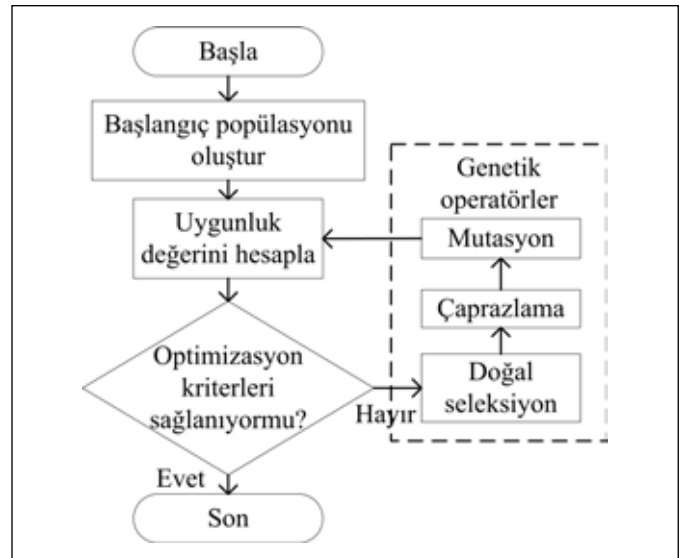 Başla
Başlangıç popülasyonu
oluştur
Uygunluk
değerini hesapla
Optimizasyon
kriterleri
sağlanıyormu?
Hayır
Evet
Son
Genetik
operatörler
Mutasyon
Çaprazlama
Doğal
seleksiyon